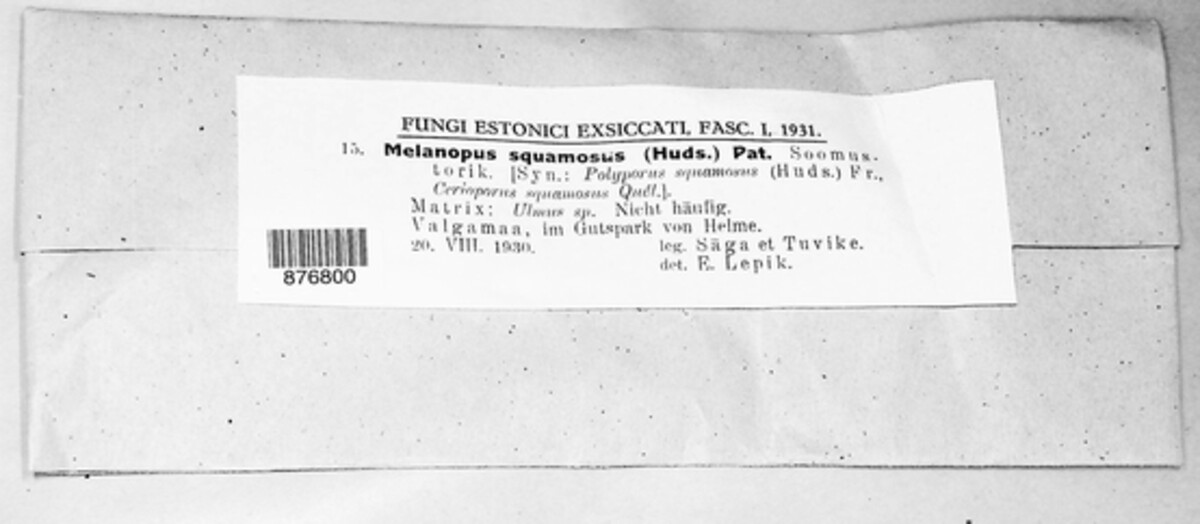 FUNGI ESTONICI EXSICCATI, FASC. I, 1931.
15. Melanopus squamosus (Huds.) Pat. Soomus-
torik. [Syn.: Polyporus squamosus (Huds.) Fr.,
Cerioporus squamosus Quél.].
Matrix: Ulmus sp. Nicht häufig.
Valgamaa, im Gutspark von Helme.
20. VIII. 1930. leg. Säga et Tuvike.
det. E. Lepik.
876800